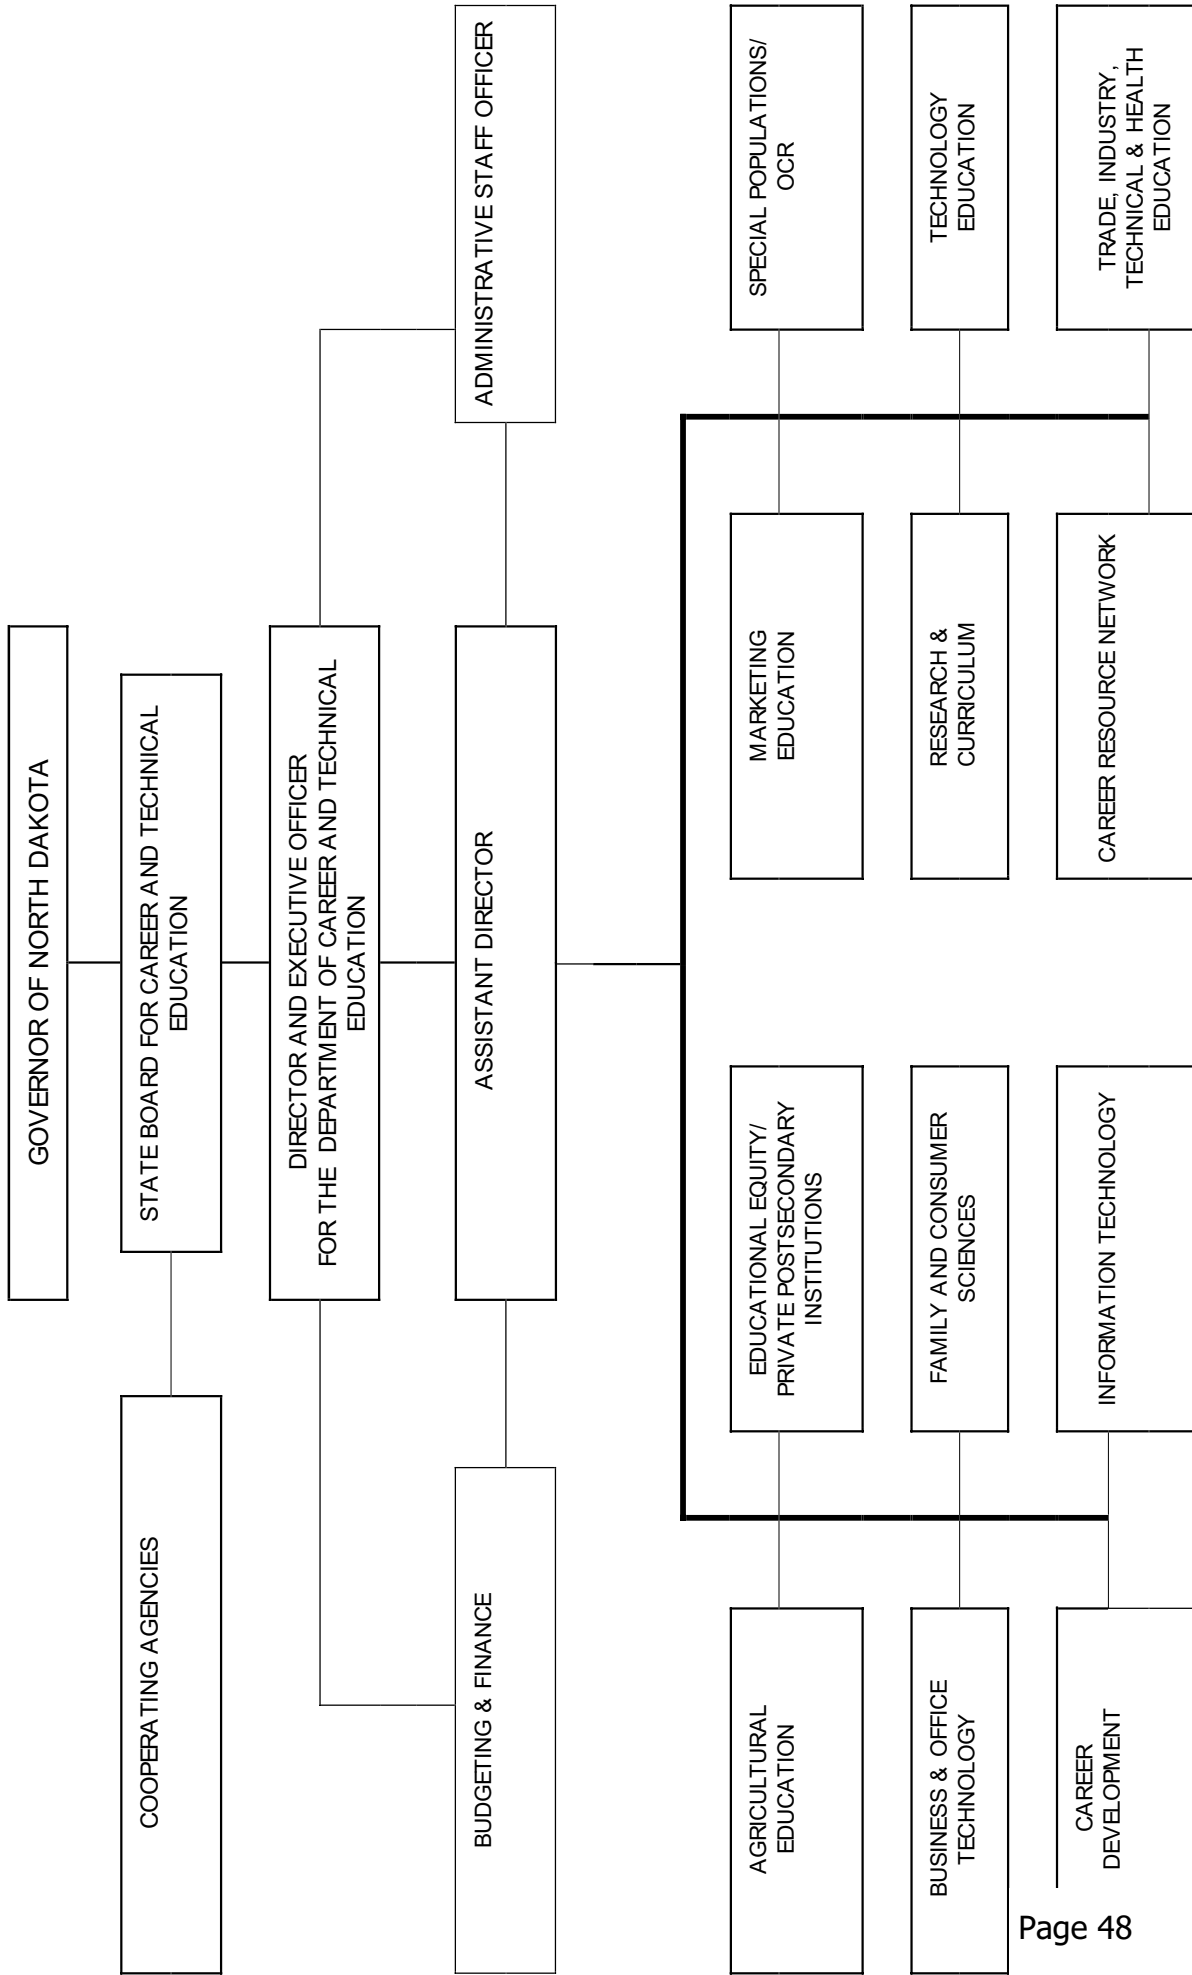 GOVERNOR OF NORTH DAKOTA
COOPERATING AGENCIES
STATE BOARD FOR CAREER AND TECHNICAL
EDUCATION
DIRECTOR AND EXECUTIVE OFFICER
FOR THE DEPARTMENT OF CAREER AND TECHNICAL
EDUCATION
BUDGETING & FINANCE
ASSISTANT DIRECTOR
ADMINISTRATIVE STAFF OFFICER
AGRICULTURAL
EDUCATION
EDUCATIONAL EQUITY/
PRIVATE POSTSECONDARY
INSTITUTIONS
MARKETING
EDUCATION
SPECIAL POPULATIONS/
OCR
BUSINESS & OFFICE
TECHNOLOGY
FAMILY AND CONSUMER
SCIENCES
RESEARCH &
CURRICULUM
TECHNOLOGY
EDUCATION
CAREER
DEVELOPMENT
INFORMATION TECHNOLOGY
CAREER RESOURCE NETWORK
TRADE, INDUSTRY,
TECHNICAL & HEALTH
EDUCATION
Page 48